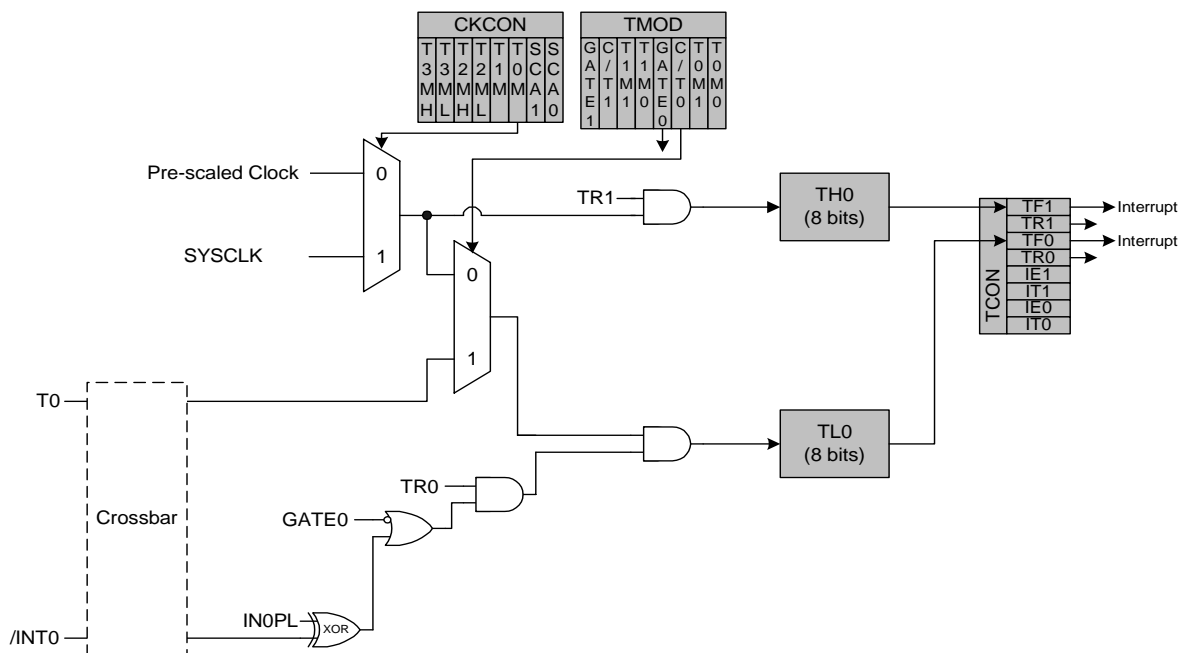 CKCON
T3MH
T3ML
T2MH
T2ML
T1M
T0M
SCA1
SCA0
TMOD
GATE1
C/T1
T1M1
T1M0
GATE0
C/T0
T0M1
T0M0
Pre-scaled Clock
0
SYSCLK
1
TR1
TH0
(8 bits)
TCON
TF1
TR1
TF0
TR0
IE1
IT1
IE0
IT0
Interrupt
Interrupt
0
1
T0
Crossbar
/INT0
TL0
(8 bits)
TR0
GATE0
IN0PL
XOR